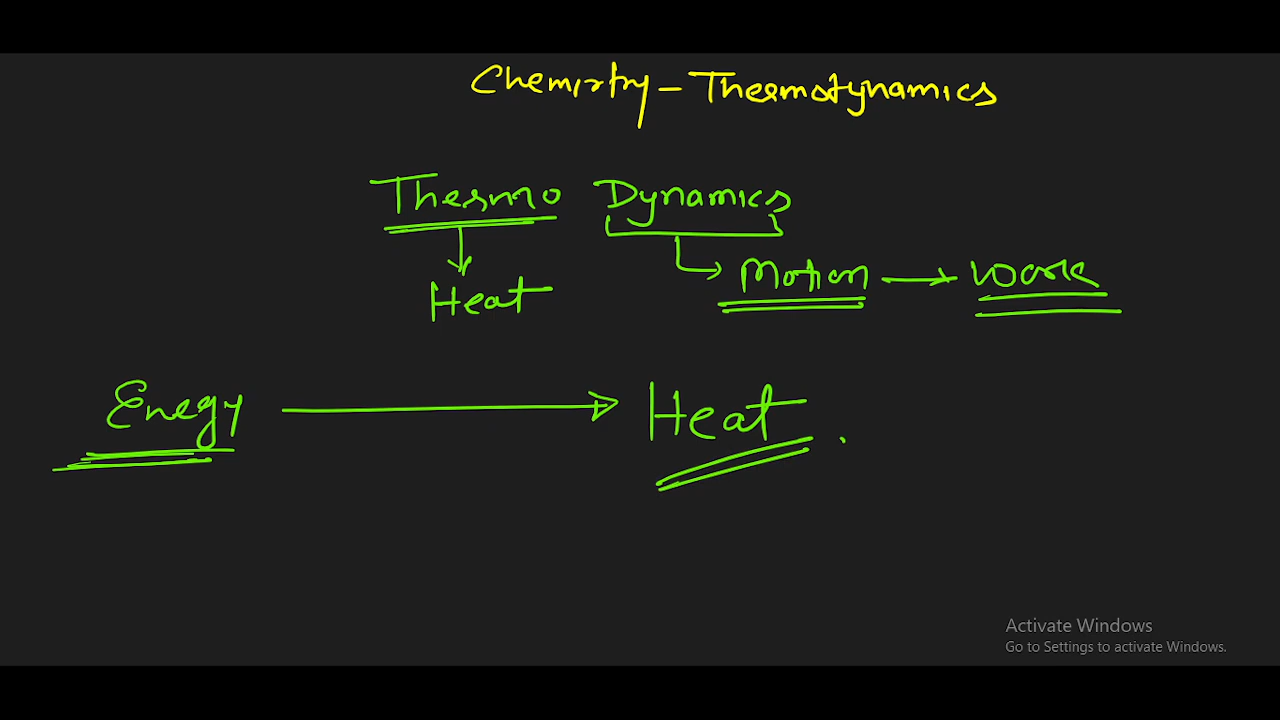 Chemistry - Thermodynamics
Thermo Dynamics
Heat
Motion → Work
Enegy → Heat
Activate Windows
Go to Settings to activate Windows.